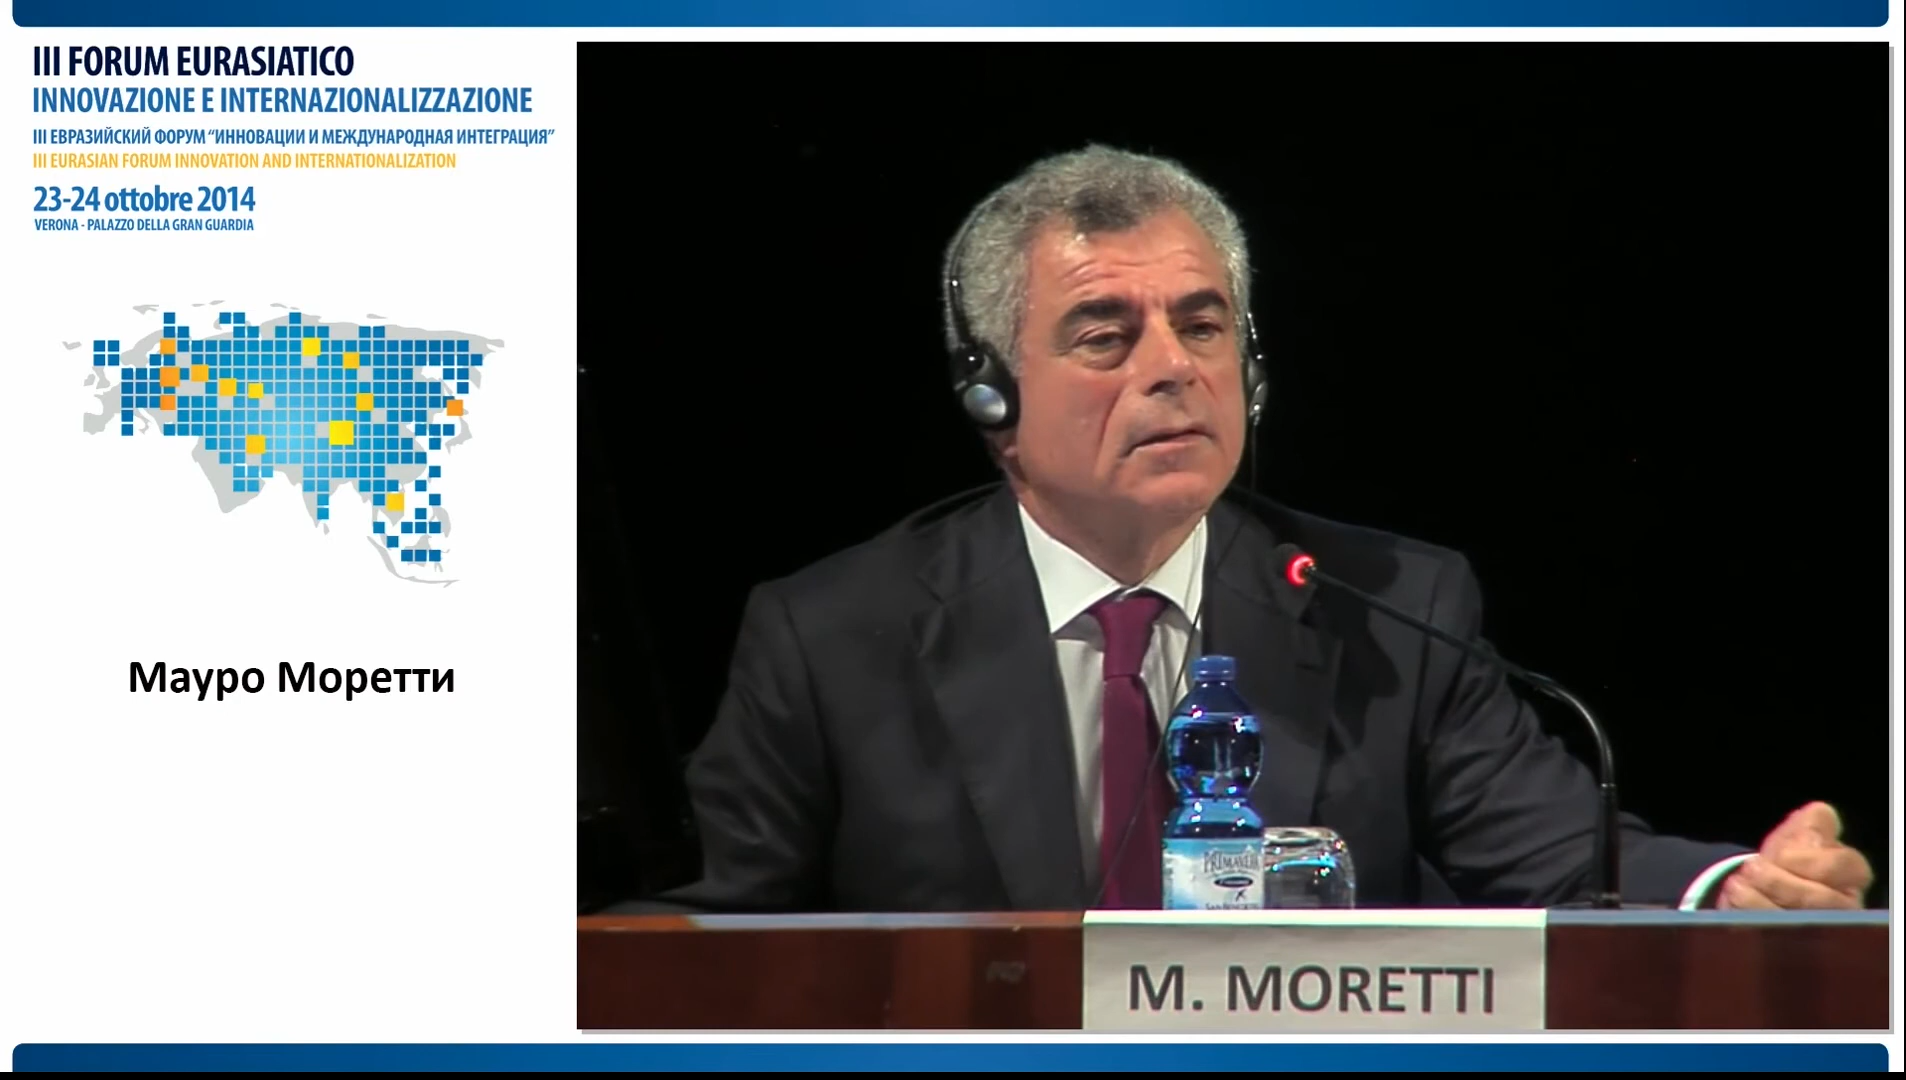 III FORUM EURASIATICO
INNOVAZIONE E INTERNAZIONALIZZAZIONE
III ЕВРАЗИЙСКИЙ ФОРУМ "ИННОВАЦИИ И МЕЖДУНАРОДНАЯ ИНТЕГРАЦИЯ"
III EURASIAN FORUM INNOVATION AND INTERNATIONALIZATION
23-24 ottobre 2014
VERONA - PALAZZO DELLA GRAN GUARDIA
Мауро Моретти
PRIMAVERA
M. MORETTI